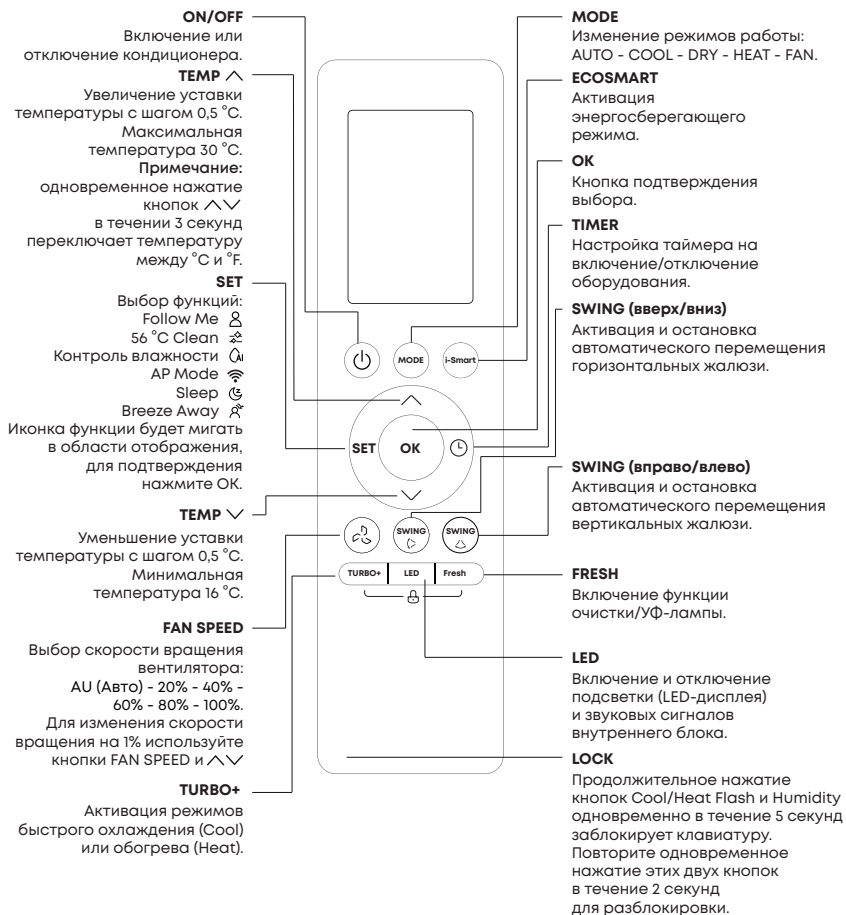 ON/OFF
Включение или
отключение кондиционера.
TEMP
Увеличение уставки
температуры с шагом 0,5 °C.
Максимальная
температура 30 °C.
Примечание:
одновременное нажатие
кнопок
в течении 3 секунд
переключает температуру
между °C и °F.
SET
Выбор функций:
Follow Me
56 °C Clean
Контроль влажности
AP Mode
Sleep
Breeze Away
Иконка функции будет мигать
в области отображения,
для подтверждения
нажмите OK.
TEMP
Уменьшение уставки
температуры с шагом 0,5 °C.
Минимальная
температура 16 °C.
FAN SPEED
Выбор скорости вращения
вентилятора:
AU (Авто) - 20% - 40% -
60% - 80% - 100%.
Для изменения скорости
вращения на 1% используйте
кнопки FAN SPEED и
TURBO+
Активация режимов
быстрого охлаждения (Cool)
или обогрева (Heat).
MODE
i-Smart
SET
OK
SWING
SWING
TURBO+
LED
Fresh
MODE
Изменение режимов работы:
AUTO - COOL - DRY - HEAT - FAN.
ECOSMART
Активация
энергосберегающего
режима.
OK
Кнопка подтверждения
выбора.
TIMER
Настройка таймера на
включение/отключение
оборудования.
SWING (вверх/вниз)
Активация и остановка
автоматического перемещения
горизонтальных жалюзи.
SWING (вправо/влево)
Активация и остановка
автоматического перемещения
вертикальных жалюзи.
FRESH
Включение функции
очистки/УФ-лампы.
LED
Включение и отключение
подсветки (LED-дисплея)
и звуковых сигналов
внутреннего блока.
LOCK
Продолжительное нажатие
кнопок Cool/Heat Flash и Humidity
одновременно в течение 5 секунд
заблокирует клавиатуру.
Повторите одновременное
нажатие этих двух кнопок
в течение 2 секунд
для разблокировки.